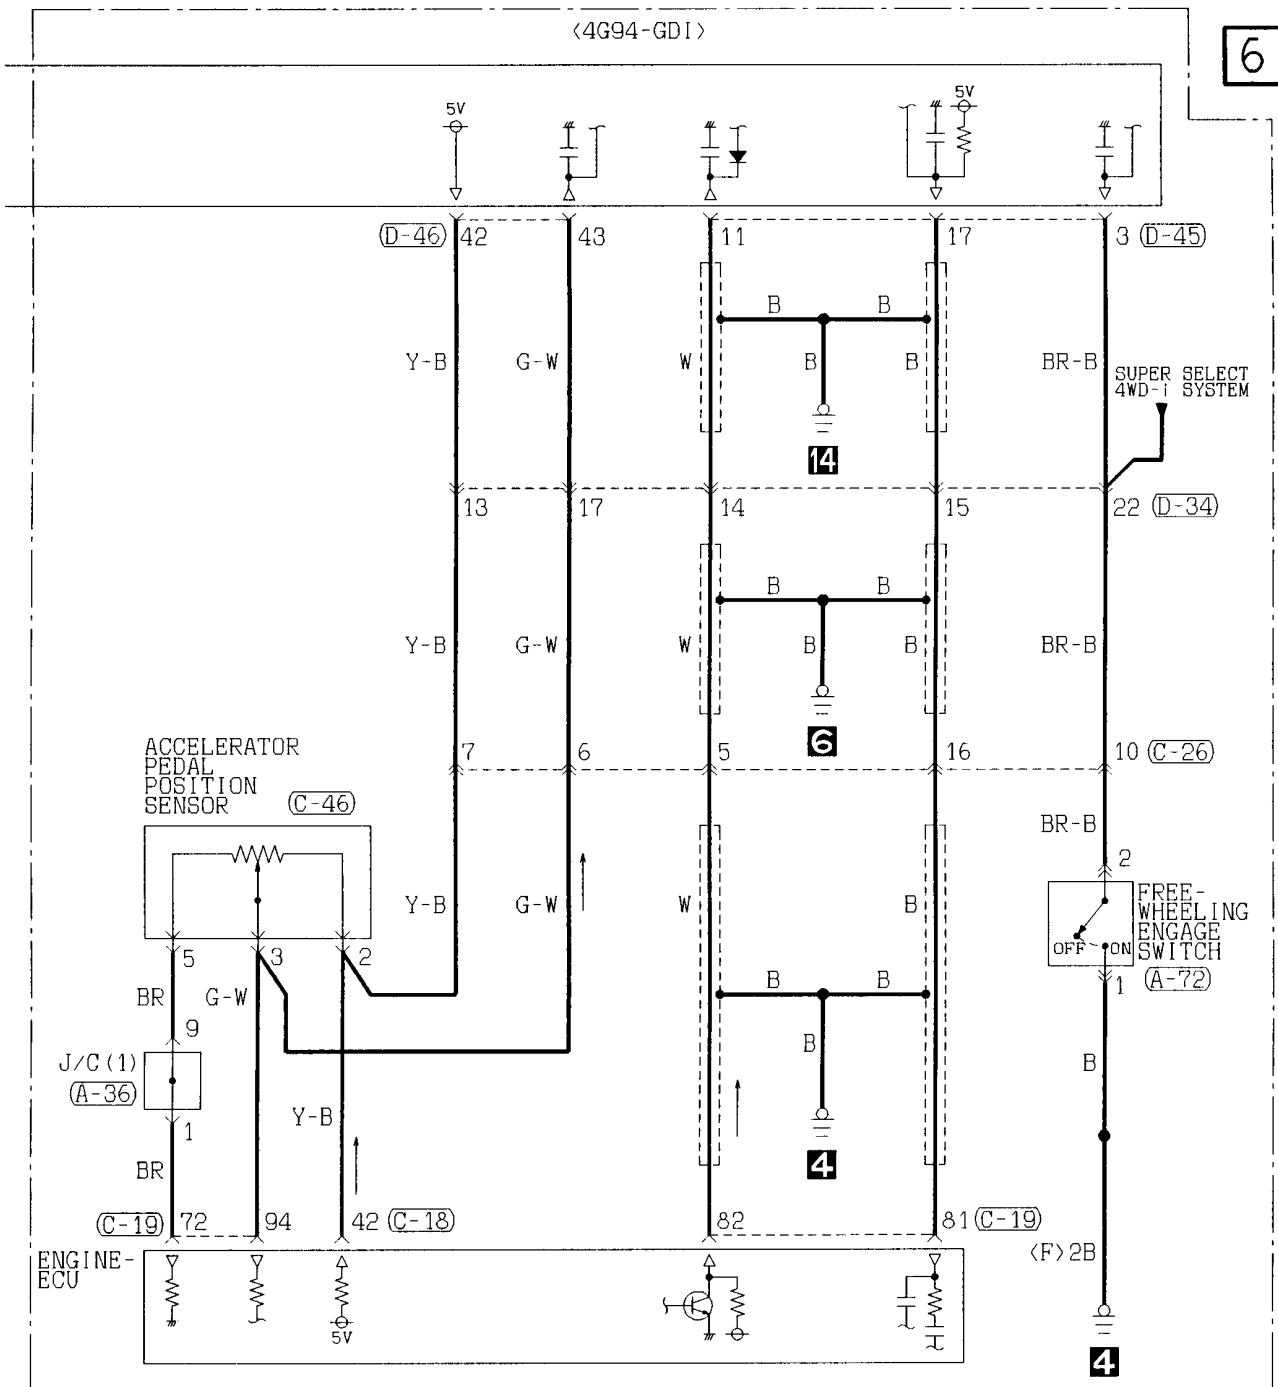 <4G94-GDI>
6
5V
5V
(D-46) 42
43
11
17
3 (D-45)
B
B
Y-B
G-W
W
B
B
BR-B
SUPER SELECT
4WD-i SYSTEM
14
13
17
14
15
22 (D-34)
B
B
Y-B
G-W
W
B
B
BR-B
6
7
6
5
16
10 (C-26)
ACCELERATOR
PEDAL
POSITION
SENSOR
(C-46)
BR-B
2
Y-B
G-W
W
B
FREE-
WHEELING
ENGAGE
SWITCH
OFF
ON
(A-72)
1
5
3
2
BR
G-W
B
B
9
J/C(1)
(A-36)
B
B
Y-B
1
BR
4
(C-19) 72
94
42 (C-18)
82
81 (C-19)
<F>2B
ENGINE-
ECU
5V
4